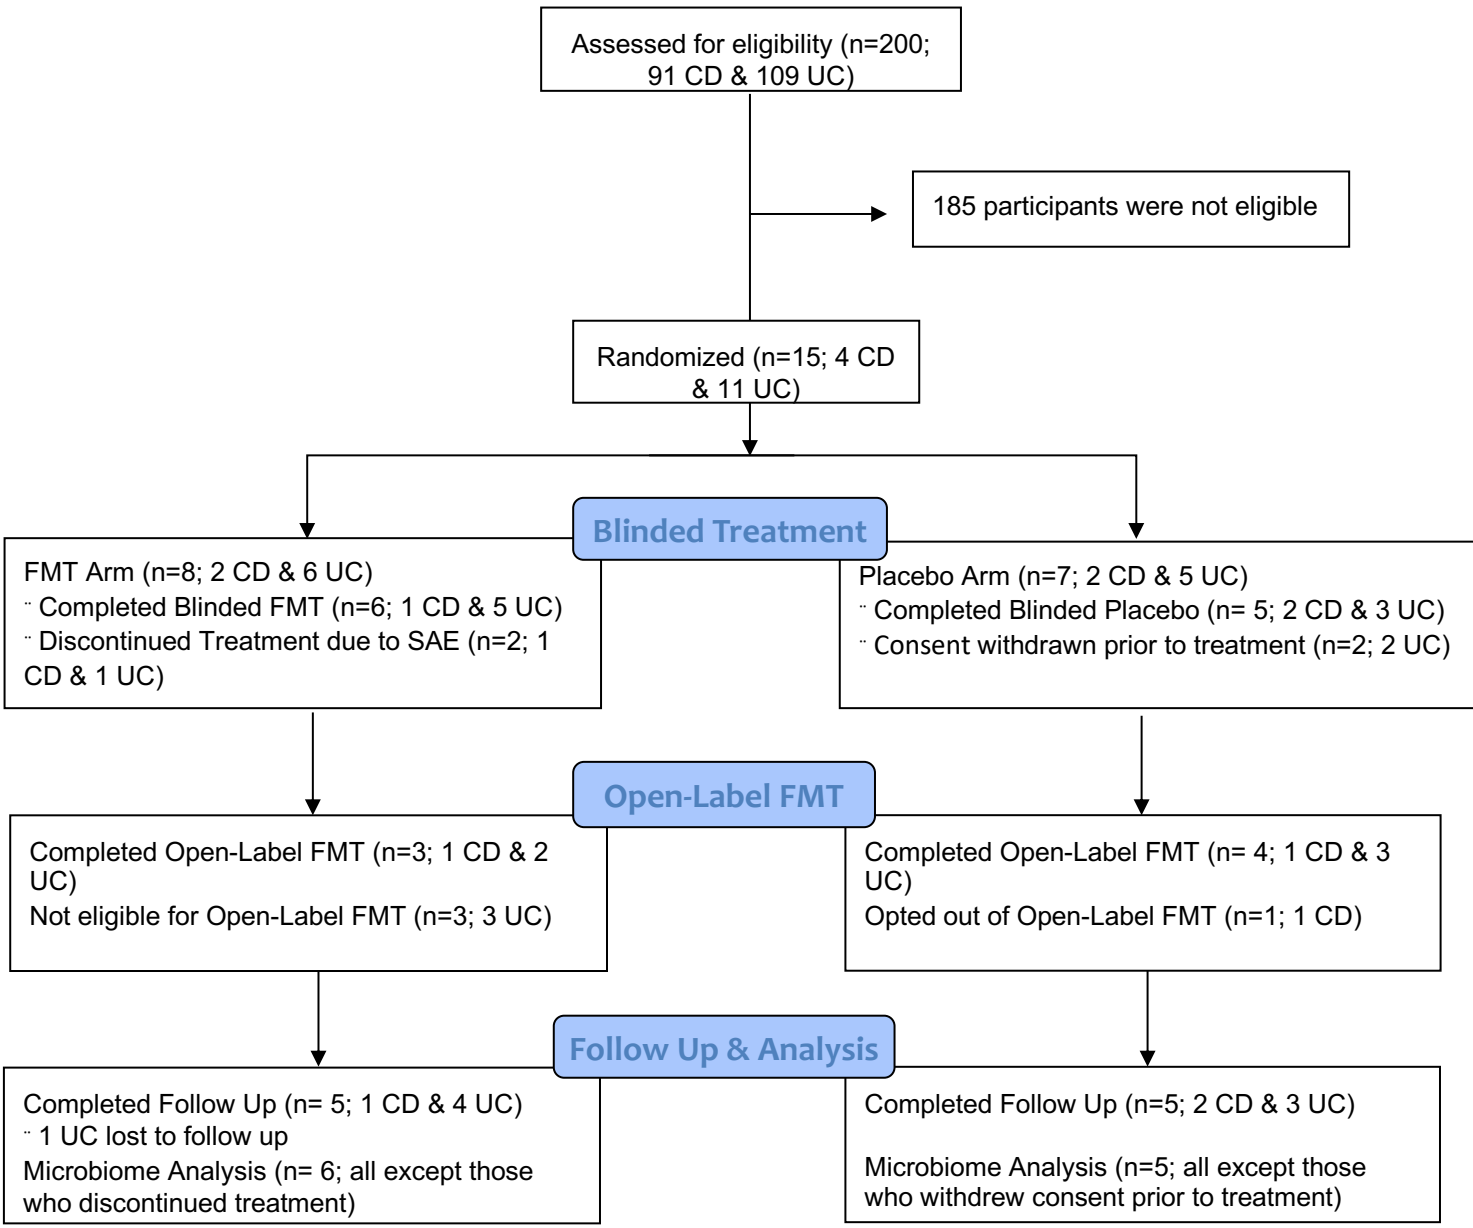 Assessed for eligibility (n=200;
91 CD & 109 UC)
185 participants were not eligible
Randomized (n=15; 4 CD
& 11 UC)
Blinded Treatment
FMT Arm (n=8; 2 CD & 6 UC)
¨ Completed Blinded FMT (n=6; 1 CD & 5 UC)
¨ Discontinued Treatment due to SAE (n=2; 1
CD & 1 UC)
Placebo Arm (n=7; 2 CD & 5 UC)
¨ Completed Blinded Placebo (n= 5; 2 CD & 3 UC)
¨ Consent withdrawn prior to treatment (n=2; 2 UC)
Open-Label FMT
Completed Open-Label FMT (n=3; 1 CD & 2
UC)
Not eligible for Open-Label FMT (n=3; 3 UC)
Completed Open-Label FMT (n= 4; 1 CD & 3
UC)
Opted out of Open-Label FMT (n=1; 1 CD)
Follow Up & Analysis
Completed Follow Up (n= 5; 1 CD & 4 UC)
¨ 1 UC lost to follow up
Microbiome Analysis (n= 6; all except those
who discontinued treatment)
Completed Follow Up (n=5; 2 CD & 3 UC)
Microbiome Analysis (n=5; all except those
who withdrew consent prior to treatment)